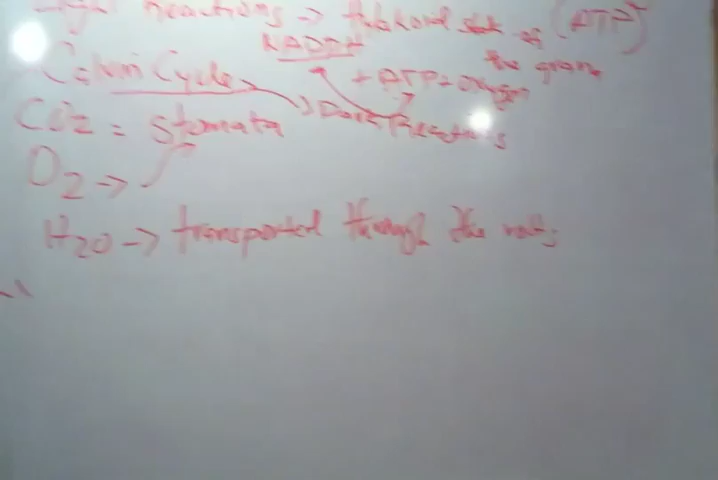 Light Reactions -> thylakoid stack of (ATP)
NADPH the grana
Calvin Cycle + ATP + Oxygen
CO2 = Stomata -> Dark Reactions
O2 ->
H2O -> transported through the roots